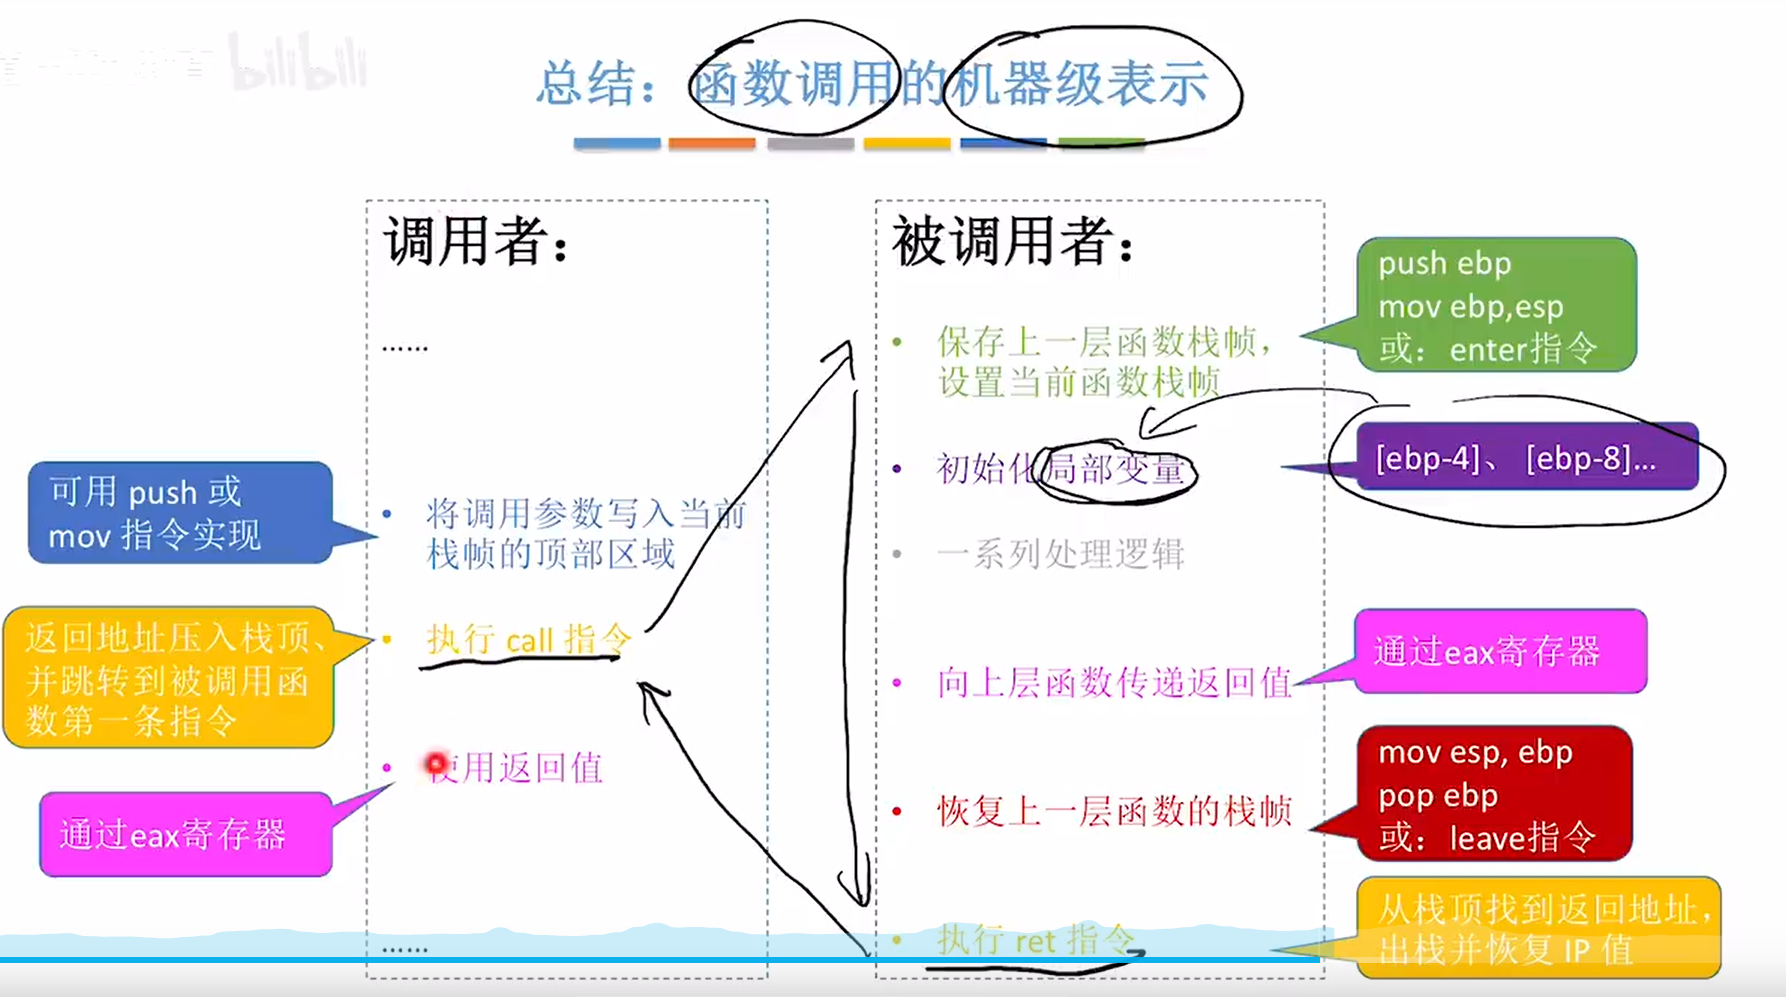 bilibili
总结：函数调用的机器级表示
调用者：
......
可用 push 或
mov 指令实现
将调用参数写入当前
栈帧的顶部区域
返回地址压入栈顶、
并跳转到被调用函
数第一条指令
执行 call 指令
使用返回值
通过eax寄存器
......
被调用者：
保存上一层函数栈帧，
设置当前函数栈帧
push ebp
mov ebp,esp
或：enter指令
初始化局部变量
[ebp-4]、 [ebp-8]...
一系列处理逻辑
向上层函数传递返回值
通过eax寄存器
恢复上一层函数的栈帧
mov esp, ebp
pop ebp
或：leave指令
执行 ret 指令
从栈顶找到返回地址，
出栈并恢复 IP 值